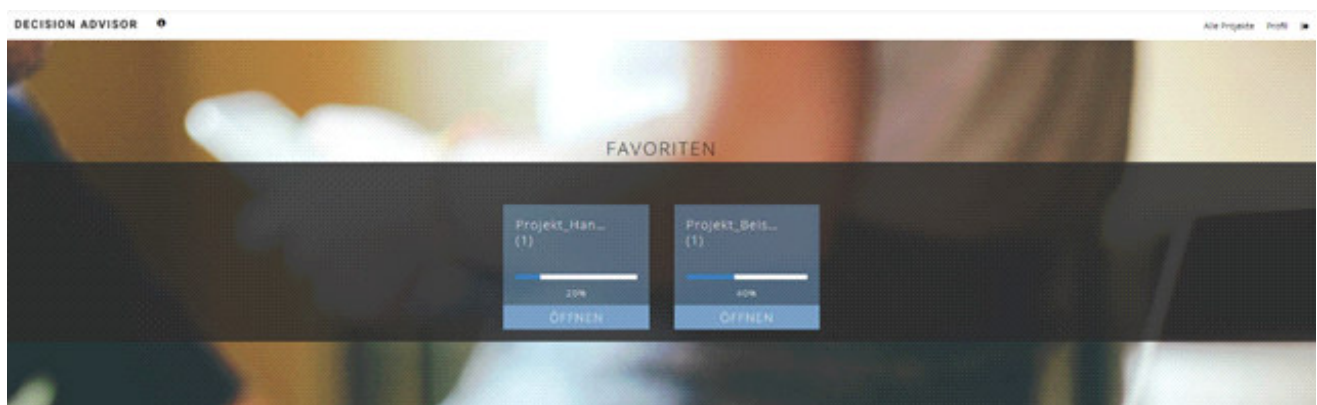 DECISION ADVISOR
Alle Projekte Profil
FAVORITEN
Projekt_Han...
(1)
20%
ÖFFNEN
Projekt_Beis...
(1)
40%
ÖFFNEN